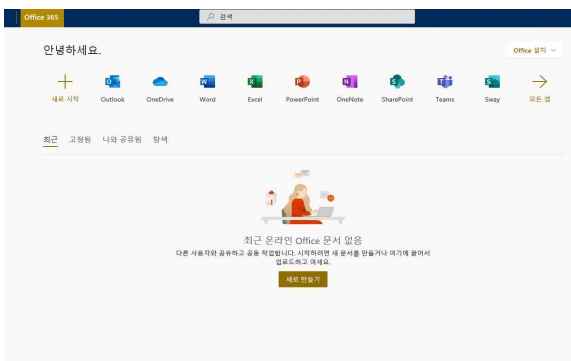 Office 365
검색
안녕하세요.
Office 설치
새로 시작
Outlook
OneDrive
Word
Excel
PowerPoint
OneNote
SharePoint
Teams
Sway
모든 앱
최근 고정됨 나와 공유됨 탐색
최근 온라인 Office 문서 없음
다른 사용자와 공유하고 공동 작업합니다. 시작하려면 새 문서를 만들거나 여기에 끌어서
업로드하고 여세요.
새로 만들기